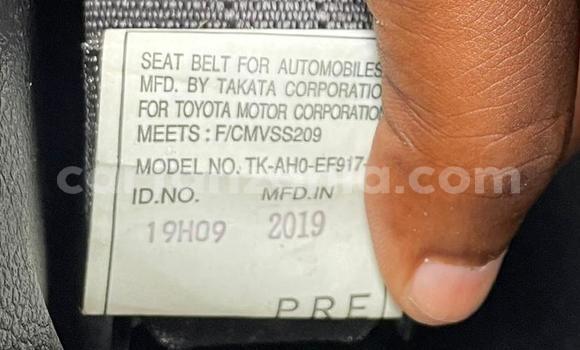 SEAT BELT FOR AUTOMOBILES
MFD. BY TAKATA CORPORATIO
FOR TOYOTA MOTOR CORPORATION
MEETS : F/CMVSS209
MODEL NO. TK-AH0-EF917-
ID.NO. MFD.IN
19H09 2019
PRE